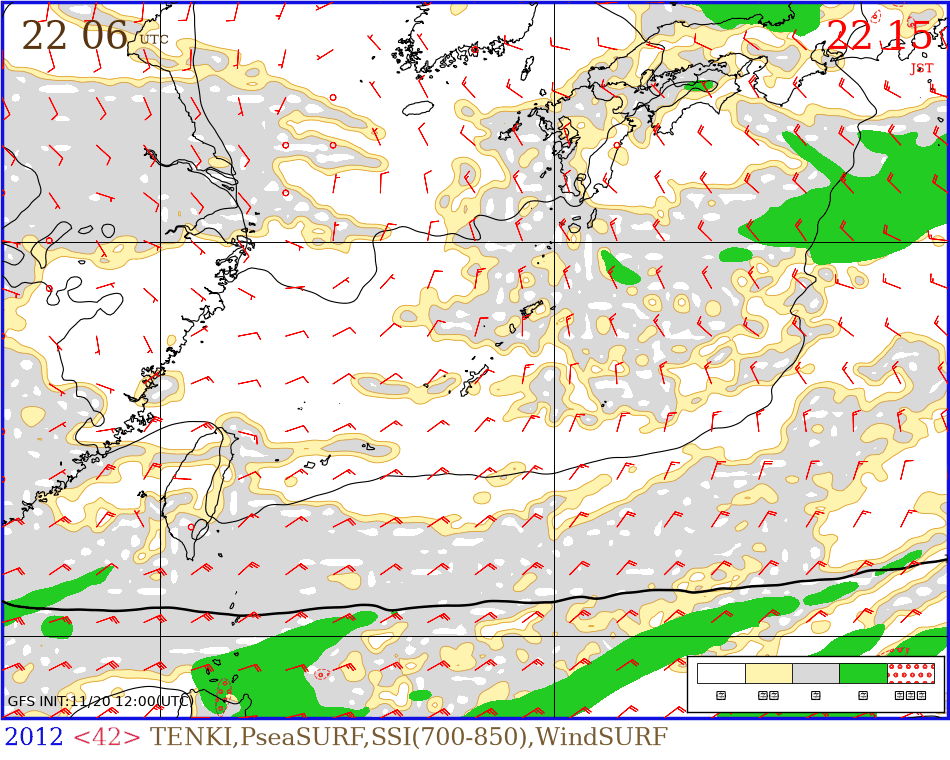 22 06 UTC
22 15
JST
GFS INIT:11/20 12:00(UTC)
2012 <42> TENKI,PseaSURF,SSI(700-850),WindSURF